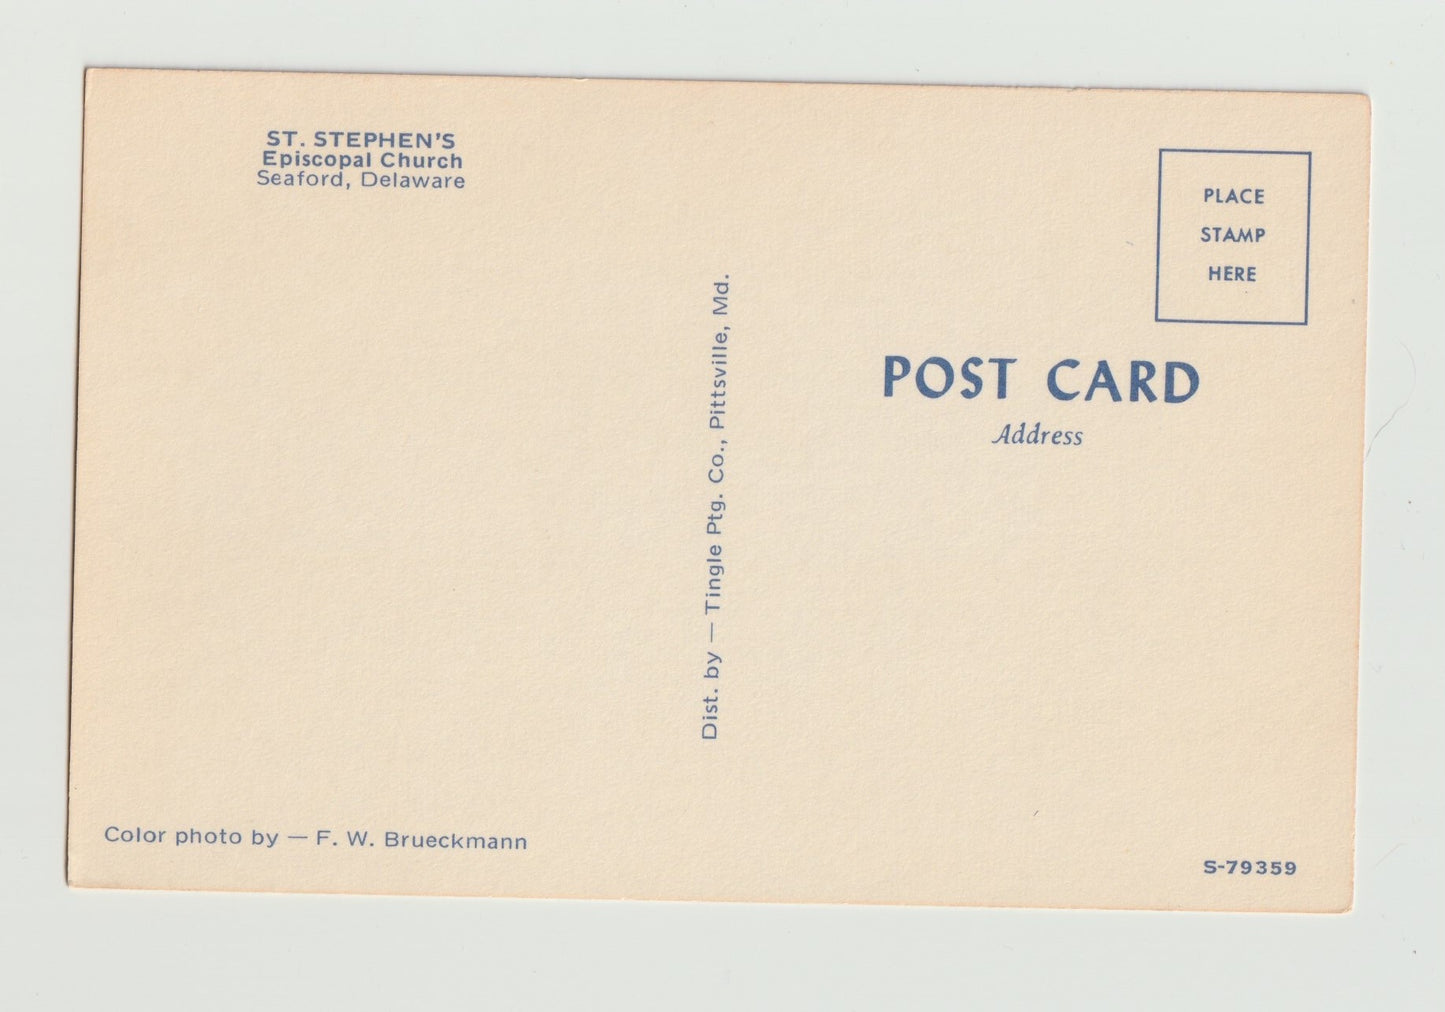 ST. STEPHEN'S
Episcopal Church
Seaford, Delaware
Color photo by — F. W. Brueckmann
Dist. by — Tingle Ptg. Co., Pittsville, Md.
PLACE
STAMP
HERE
POST CARD
Address
S-79359